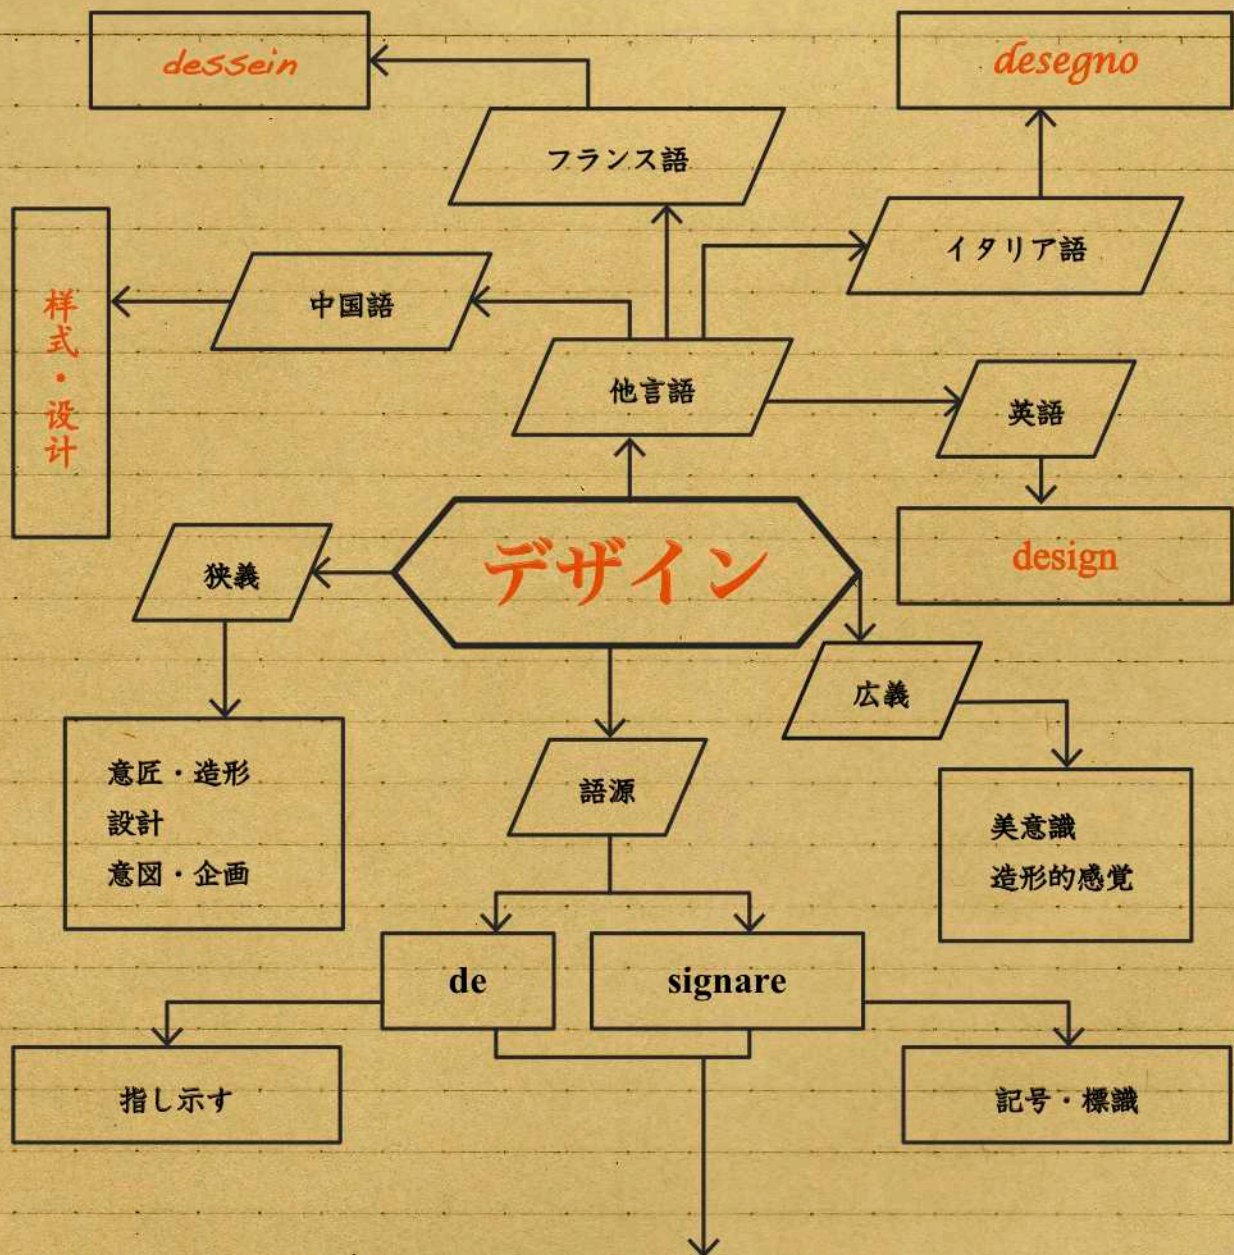 dessein
desegno
フランス語
イタリア語
中国語
样式・设计
他言語
英語
design
デザイン
狭義
広義
意匠・造形
設計
意図・企画
語源
美意識
造形的感覚
de
signare
指し示す
記号・標識